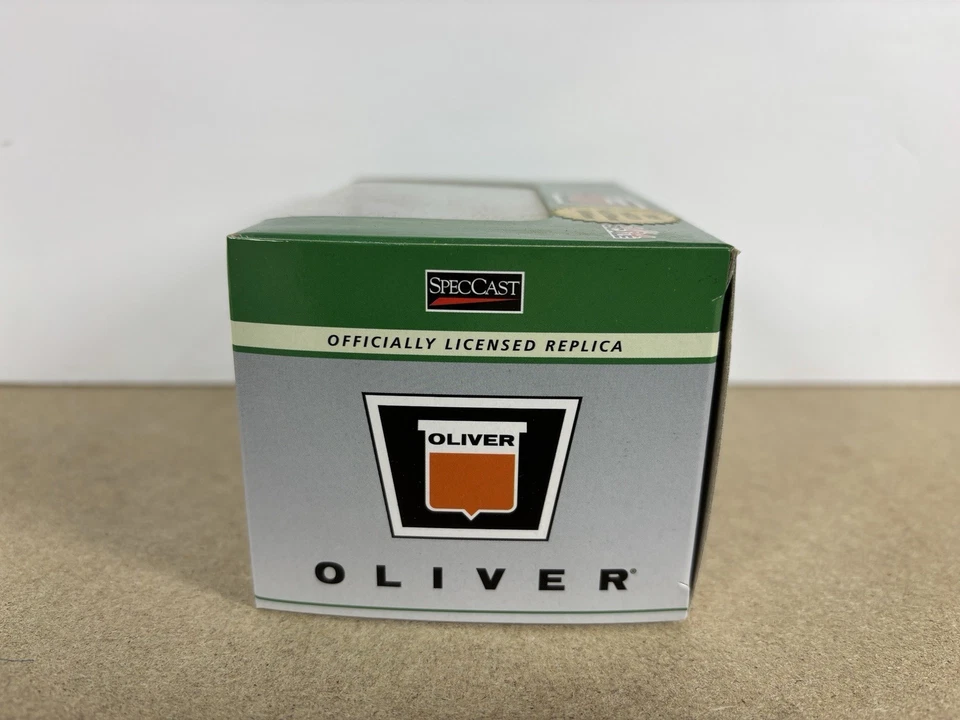 SPECCAST
OFFICIALLY LICENSED REPLICA
OLIVER
OLIVER®